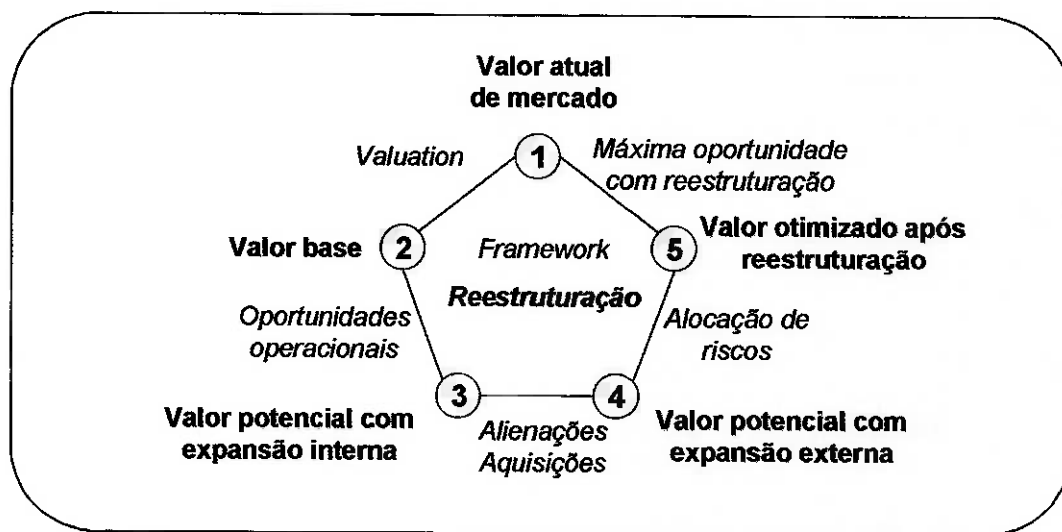 Valor atual
de mercado
Valuation
1
Máxima oportunidade
com reestruturação
Valor base
2
Framework
Reestruturação
5
Valor otimizado após
reestruturação
Oportunidades
operacionais
Alocação de
riscos
3
4
Valor potencial com
expansão interna
Alienações
Aquisições
Valor potencial com
expansão externa